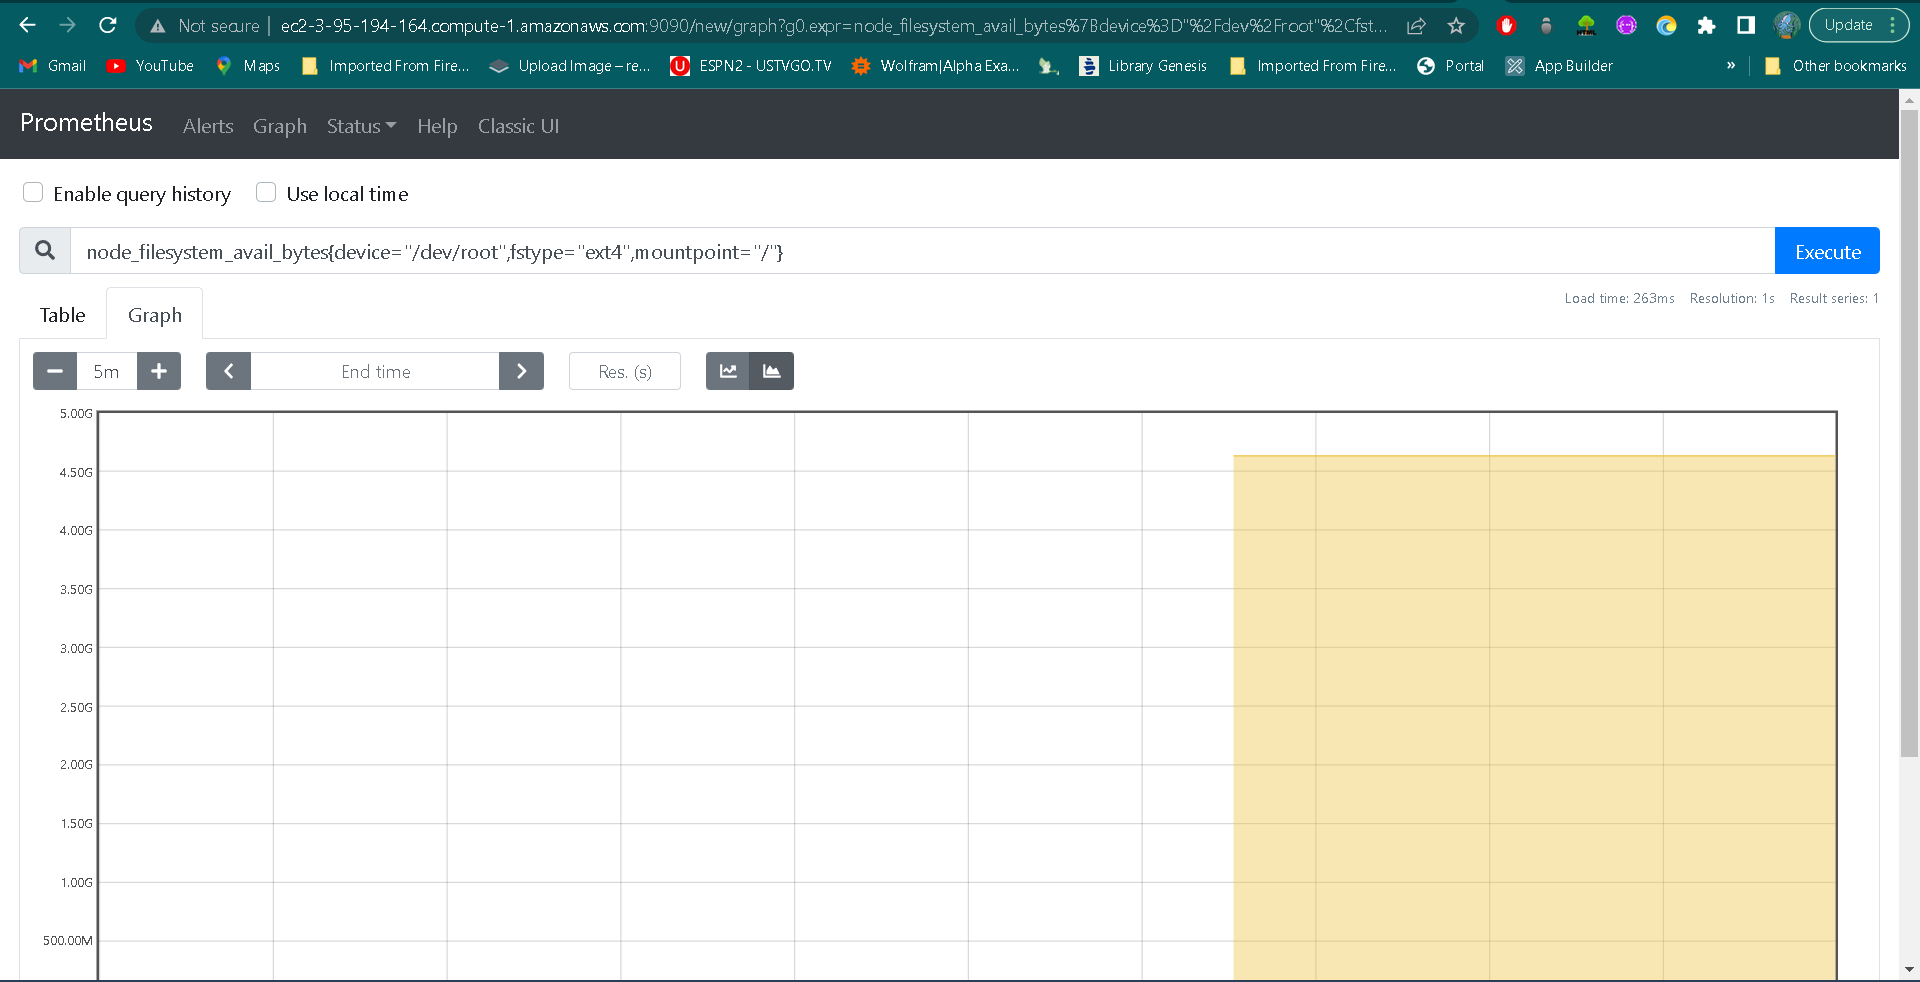 Not secure | ec2-3-95-194-164.compute-1.amazonaws.com:9090/new/graph?g0.expr=node_filesystem_avail_bytes%7Bdevice%3D"%2Fdev%2Froot"%2Cfst... Update
Gmail YouTube Maps Imported From Fire... Upload Image – re... ESPN2 - USTVGO.TV Wolfram|Alpha Exa... Library Genesis Imported From Fire... Portal App Builder » Other bookmarks
Prometheus Alerts Graph Status Help Classic UI
Enable query history Use local time
node_filesystem_avail_bytes{device="/dev/root",fstype="ext4",mountpoint="/"} Execute
Load time: 263ms Resolution: 1s Result series: 1
Table Graph
5m End time Res. (s)
5.00G
4.50G
4.00G
3.50G
3.00G
2.50G
2.00G
1.50G
1.00G
500.00M